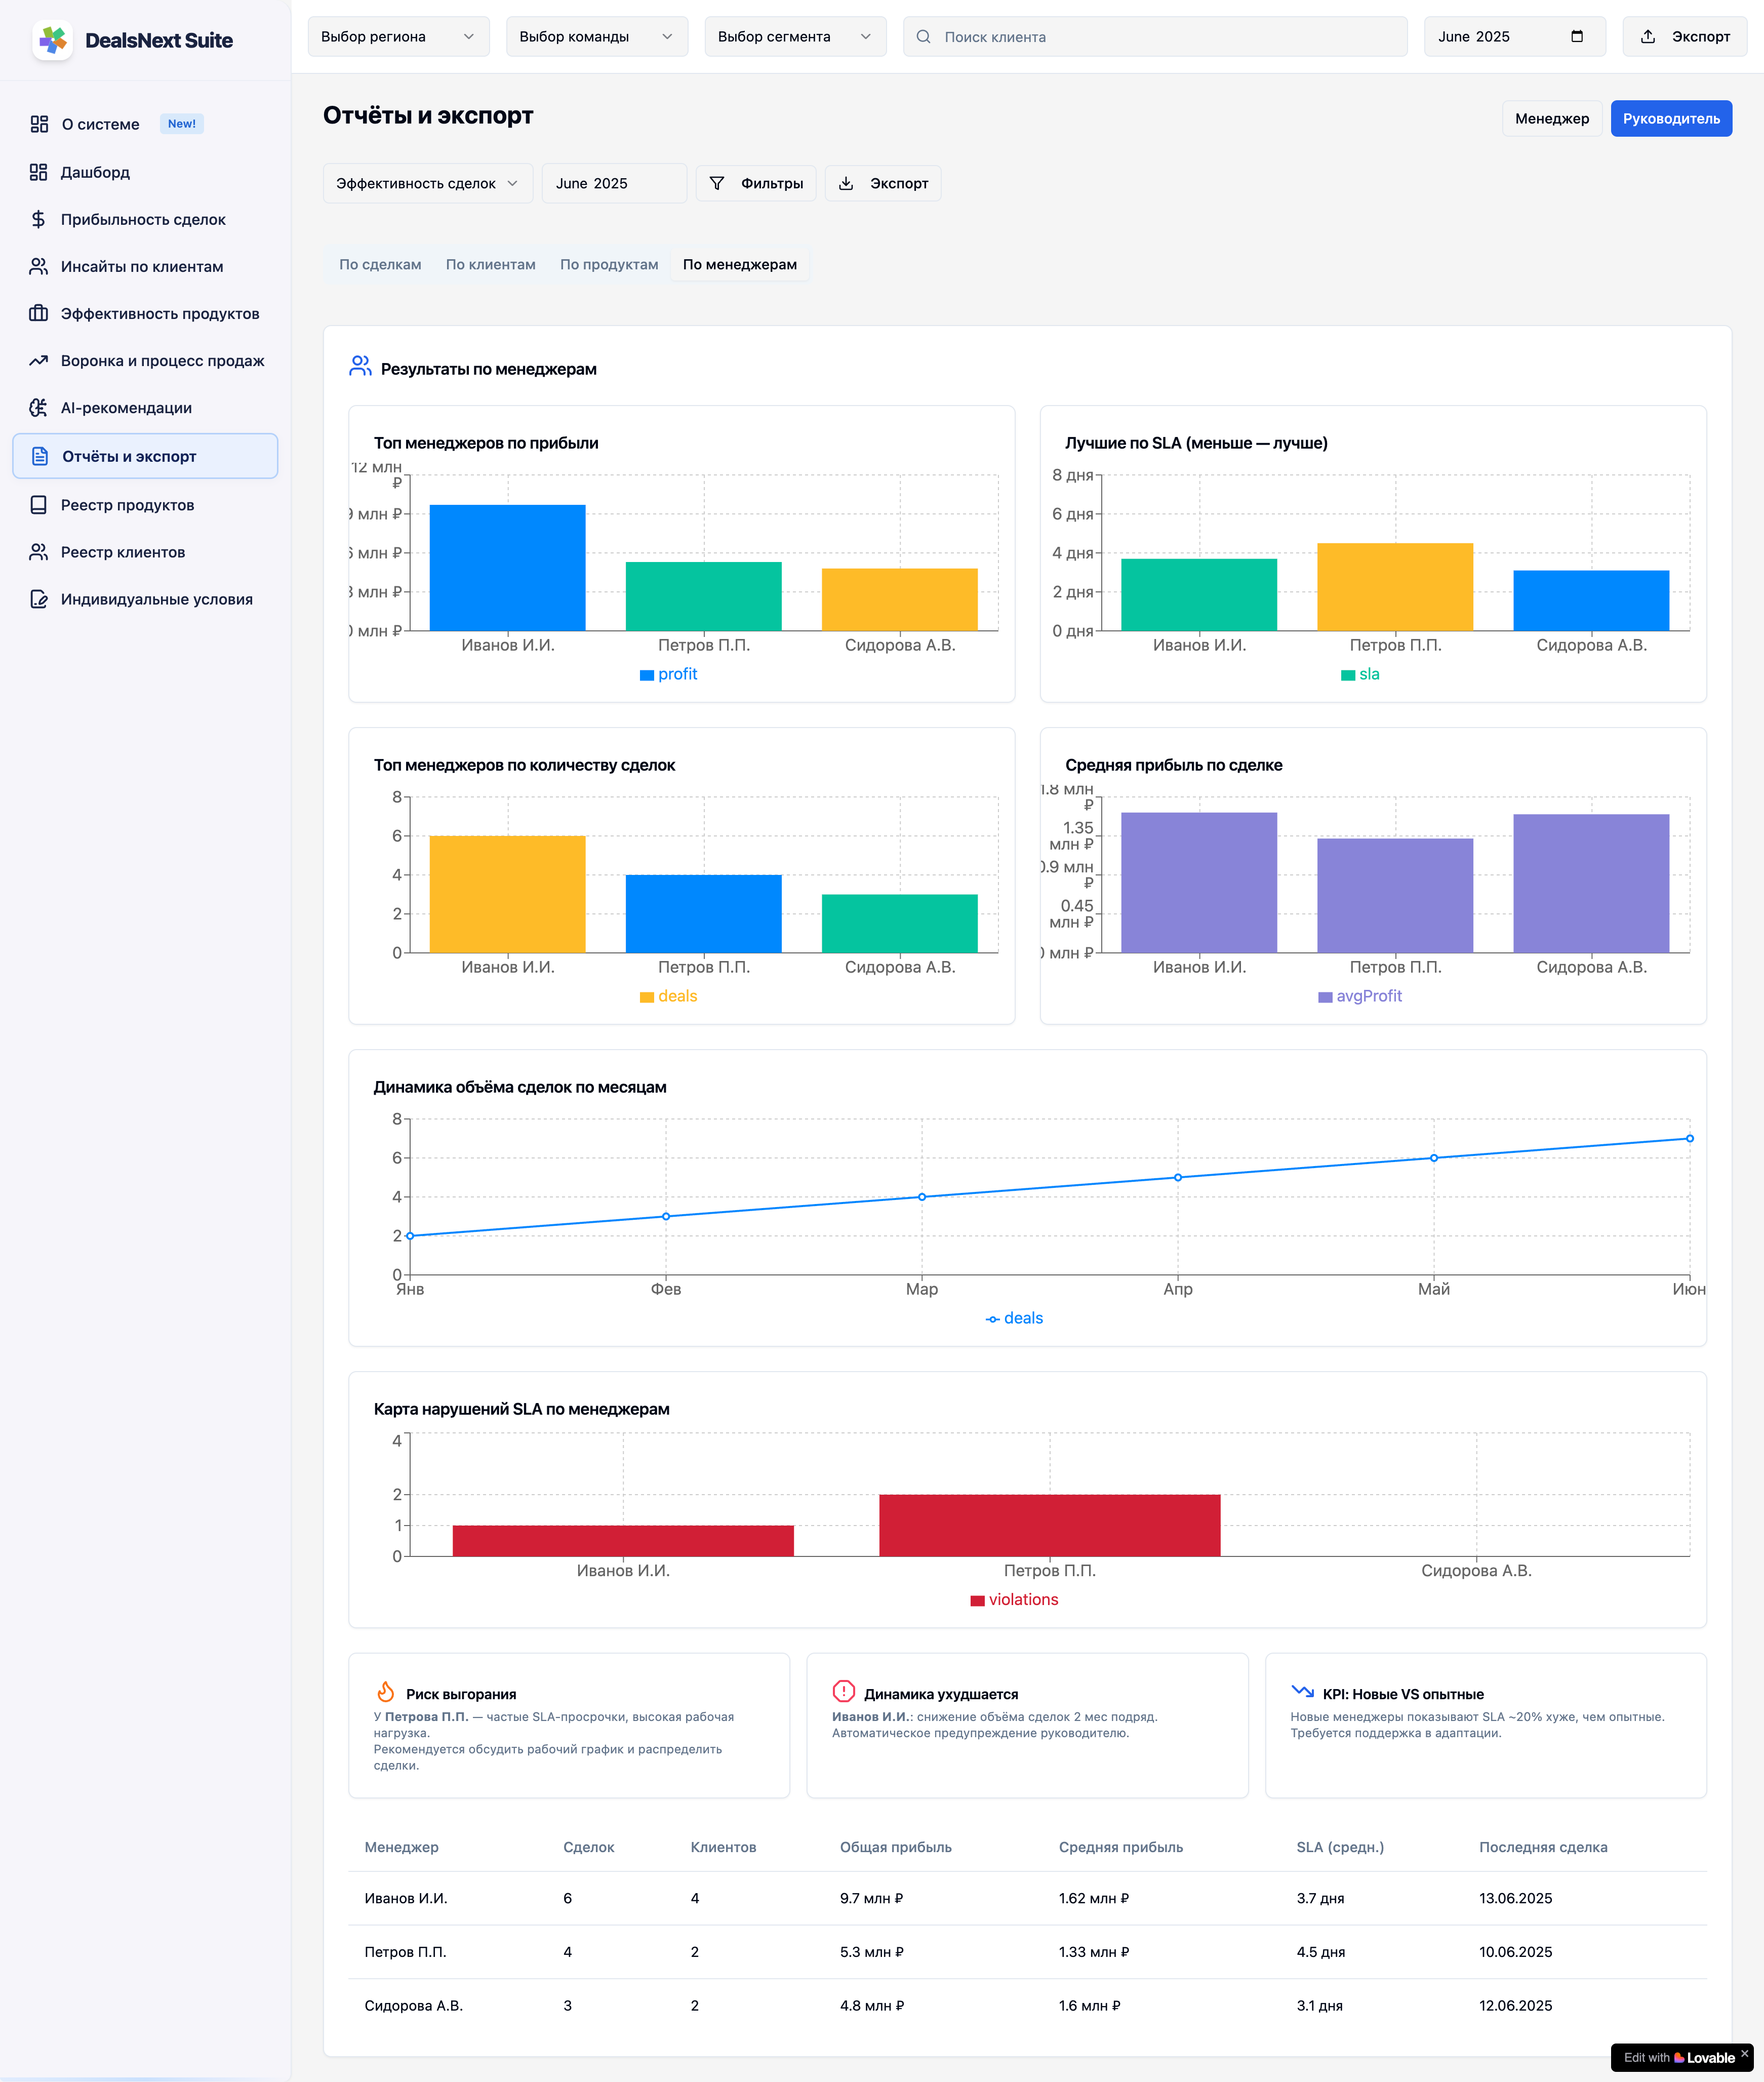 DealsNext Suite
Выбор региона
Выбор команды
Выбор сегмента
Поиск клиента
June 2025
Экспорт
О системе
New!
Дашборд
Прибыльность сделок
Инсайты по клиентам
Эффективность продуктов
Воронка и процесс продаж
AI-рекомендации
Отчёты и экспорт
Реестр продуктов
Реестр клиентов
Индивидуальные условия
Отчёты и экспорт
Менеджер
Руководитель
Эффективность сделок
June 2025
Фильтры
Экспорт
По сделкам
По клиентам
По продуктам
По менеджерам
Результаты по менеджерам
Топ менеджеров по прибыли
12 млн
₽
9 млн ₽
6 млн ₽
3 млн ₽
0 млн ₽
Иванов И.И.
Петров П.П.
Сидорова А.В.
profit
Лучшие по SLA (меньше — лучше)
8 дня
6 дня
4 дня
2 дня
0 дня
Иванов И.И.
Петров П.П.
Сидорова А.В.
sla
Топ менеджеров по количеству сделок
8
6
4
2
0
Иванов И.И.
Петров П.П.
Сидорова А.В.
deals
Средняя прибыль по сделке
1.8 млн
₽
1.35
млн ₽
0.9 млн
₽
0.45
млн ₽
0 млн ₽
Иванов И.И.
Петров П.П.
Сидорова А.В.
avgProfit
Динамика объёма сделок по месяцам
8
6
4
2
0
Янв
Фев
Мар
Апр
Май
Июн
deals
Карта нарушений SLA по менеджерам
4
2
1
0
Иванов И.И.
Петров П.П.
Сидорова А.В.
violations
Риск выгорания
У Петрова П.П. — частые SLA-просрочки, высокая рабочая
нагрузка.
Рекомендуется обсудить рабочий график и распределить
сделки.
Динамика ухудшается
Иванов И.И.: снижение объёма сделок 2 мес подряд.
Автоматическое предупреждение руководителю.
KPI: Новые VS опытные
Новые менеджеры показывают SLA ~20% хуже, чем опытные.
Требуется поддержка в адаптации.
Менеджер Сделок Клиентов Общая прибыль Средняя прибыль SLA (средн.) Последняя сделка
Иванов И.И. 6 4 9.7 млн ₽ 1.62 млн ₽ 3.7 дня 13.06.2025
Петров П.П. 4 2 5.3 млн ₽ 1.33 млн ₽ 4.5 дня 10.06.2025
Сидорова А.В. 3 2 4.8 млн ₽ 1.6 млн ₽ 3.1 дня 12.06.2025
Edit with Lovable